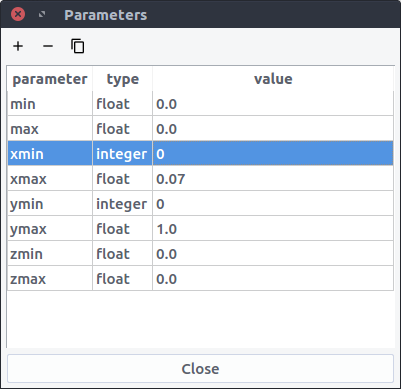 Parameters
parameter type value
min float 0.0
max float 0.0
xmin integer 0
xmax float 0.07
ymin integer 0
ymax float 1.0
zmin float 0.0
zmax float 0.0
Close